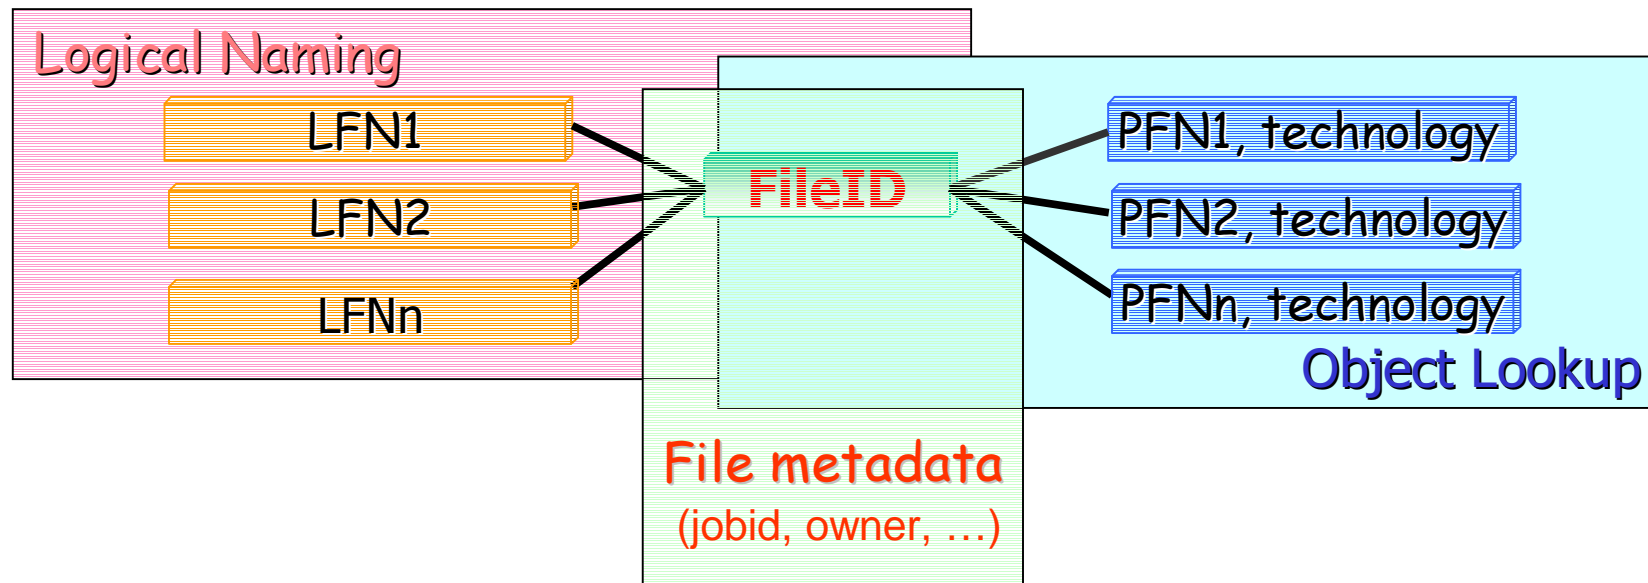 Logical Naming
LFN1
LFN2
LFNn
FileID
PFN1, technology
PFN2, technology
PFNn, technology
Object Lookup
File metadata
(jobid, owner, …)